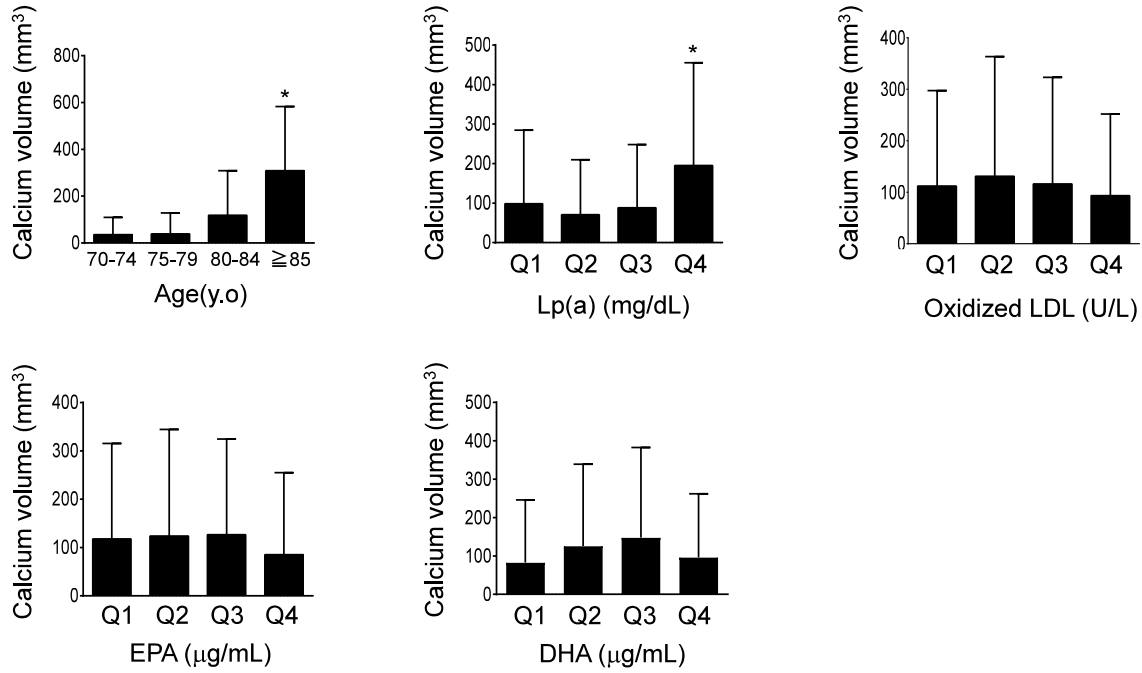 Calcium volume (mm³)
800
600
400
200
0
*
70-74 75-79 80-84 ≧85
Age(y.o)
Calcium volume (mm³)
500
400
300
200
100
0
*
Q1 Q2 Q3 Q4
Lp(a) (mg/dL)
Calcium volume (mm³)
400
300
200
100
0
Q1 Q2 Q3 Q4
Oxidized LDL (U/L)
Calcium volume (mm³)
400
300
200
100
0
Q1 Q2 Q3 Q4
EPA (μg/mL)
Calcium volume (mm³)
500
400
300
200
100
0
Q1 Q2 Q3 Q4
DHA (μg/mL)